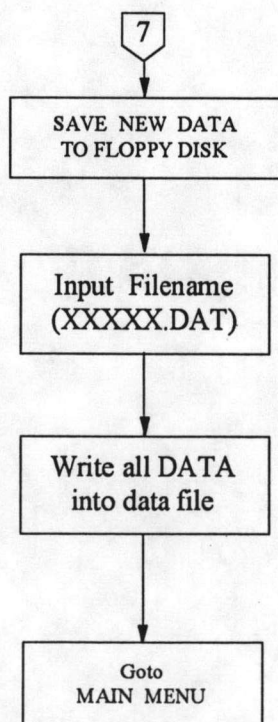 7
SAVE NEW DATA
TO FLOPPY DISK
Input Filename
(XXXXX.DAT)
Write all DATA
into data file
Goto
MAIN MENU